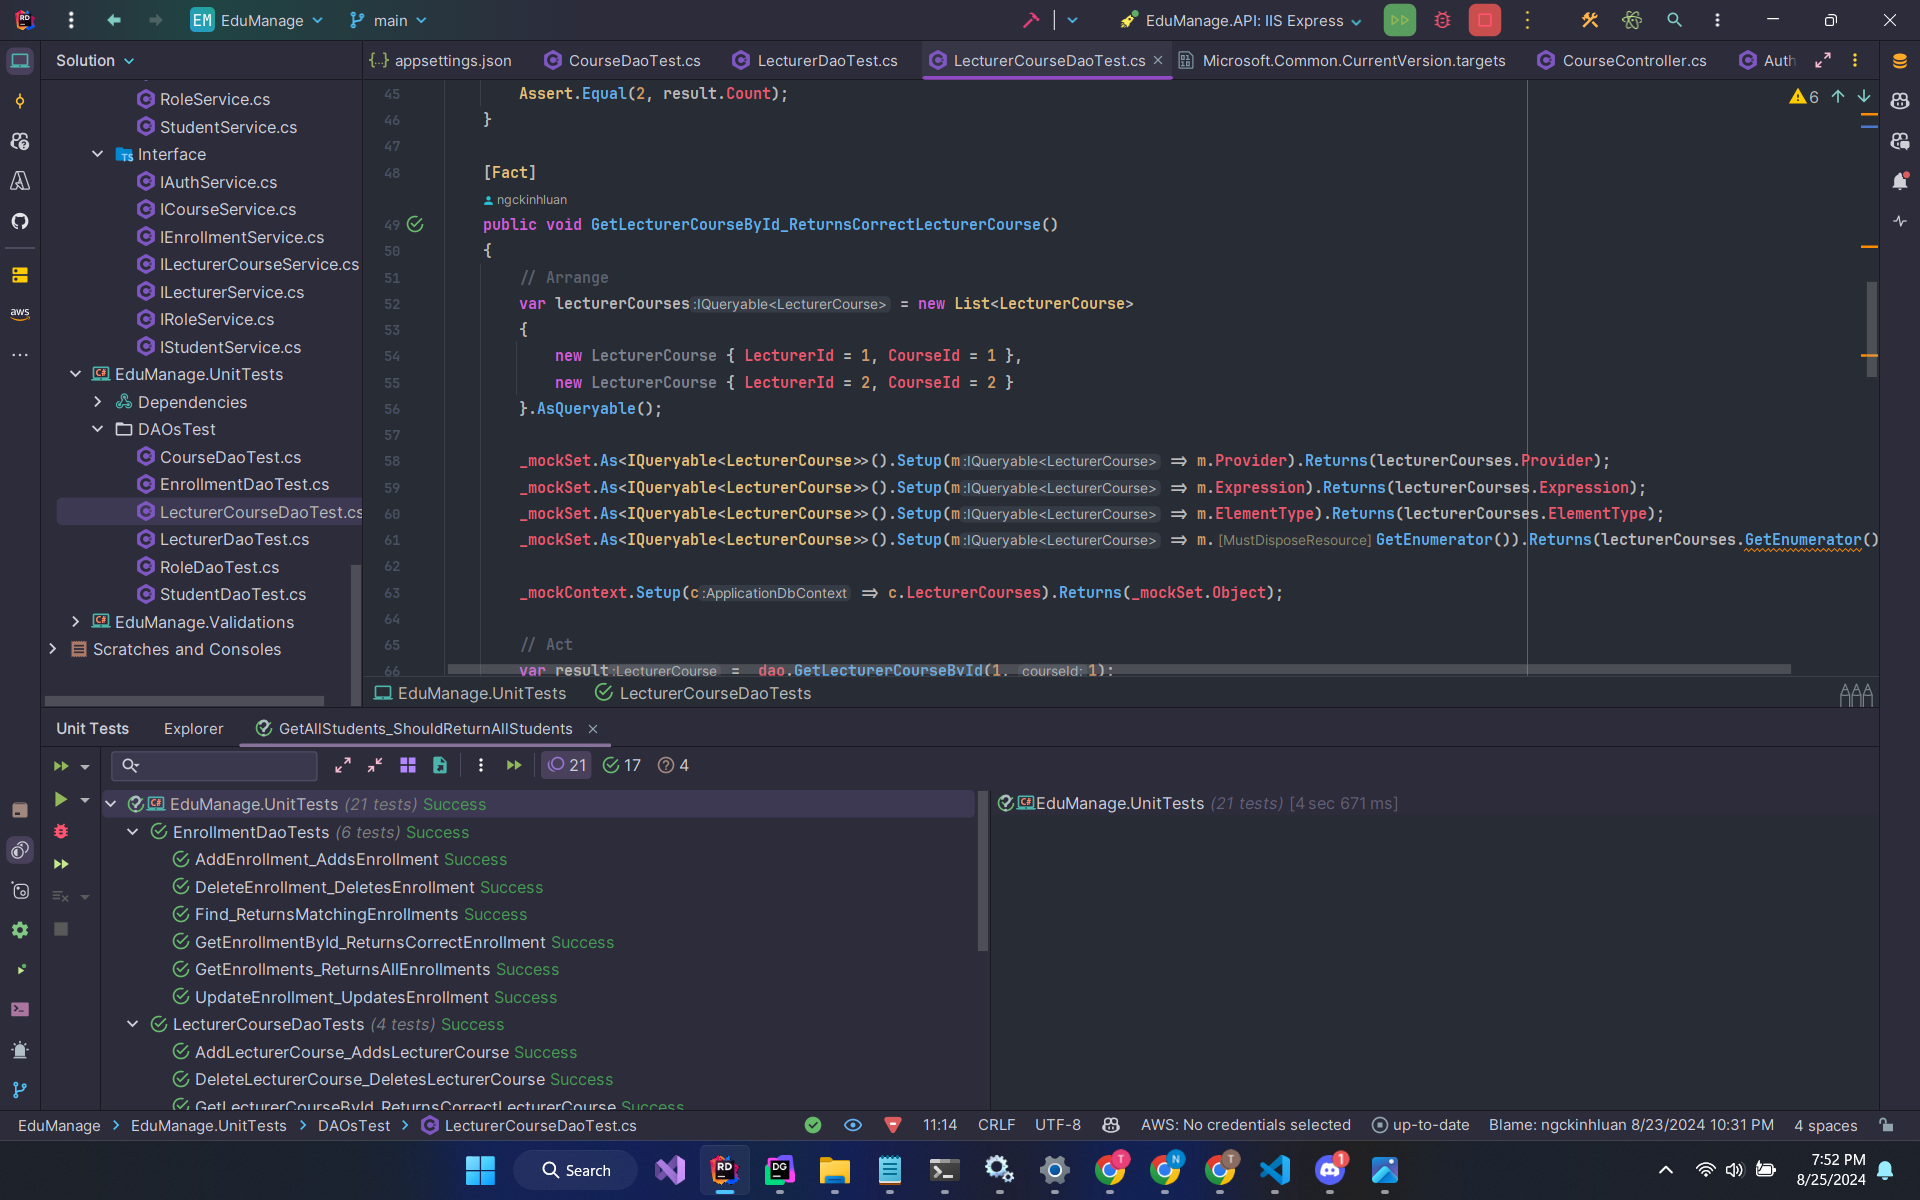 EM EduManage main
EduManage.API: IIS Express
Solution
appsettings.json CourseDaoTest.cs LecturerDaoTest.cs LecturerCourseDaoTest.cs Microsoft.Common.CurrentVersion.targets CourseController.cs Auth
RoleService.cs
StudentService.cs
Interface
IAuthService.cs
ICourseService.cs
IEnrollmentService.cs
ILecturerCourseService.cs
ILecturerService.cs
IRoleService.cs
IStudentService.cs
EduManage.UnitTests
Dependencies
DAOsTest
CourseDaoTest.cs
EnrollmentDaoTest.cs
LecturerCourseDaoTest.cs
LecturerDaoTest.cs
RoleDaoTest.cs
StudentDaoTest.cs
EduManage.Validations
Scratches and Consoles
aws
6
45 Assert.Equal(2, result.Count);
46 }
47
48 [Fact]
ngckinhluan
49 public void GetLecturerCourseById_ReturnsCorrectLecturerCourse()
50 {
51 // Arrange
52 var lecturerCourses :IQueryable<LecturerCourse> = new List<LecturerCourse>
53 {
54 new LecturerCourse { LecturerId = 1, CourseId = 1 },
55 new LecturerCourse { LecturerId = 2, CourseId = 2 }
56 }.AsQueryable();
57
58 _mockSet.As<IQueryable<LecturerCourse>>().Setup(m :IQueryable<LecturerCourse> => m.Provider).Returns(lecturerCourses.Provider);
59 _mockSet.As<IQueryable<LecturerCourse>>().Setup(m :IQueryable<LecturerCourse> => m.Expression).Returns(lecturerCourses.Expression);
60 _mockSet.As<IQueryable<LecturerCourse>>().Setup(m :IQueryable<LecturerCourse> => m.ElementType).Returns(lecturerCourses.ElementType);
61 _mockSet.As<IQueryable<LecturerCourse>>().Setup(m :IQueryable<LecturerCourse> => m. [MustDisposeResource] GetEnumerator()).Returns(lecturerCourses.GetEnumerator()
62
63 _mockContext.Setup(c :ApplicationDbContext => c.LecturerCourses).Returns(_mockSet.Object);
64
65 // Act
66 var result :LecturerCourse = _dao.GetLecturerCourseById(1, courseId: 1);
EduManage.UnitTests LecturerCourseDaoTests
Unit Tests Explorer GetAllStudents_ShouldReturnAllStudents
21 17 4
EduManage.UnitTests (21 tests) Success
EnrollmentDaoTests (6 tests) Success
AddEnrollment_AddsEnrollment Success
DeleteEnrollment_DeletesEnrollment Success
Find_ReturnsMatchingEnrollments Success
GetEnrollmentById_ReturnsCorrectEnrollment Success
GetEnrollments_ReturnsAllEnrollments Success
UpdateEnrollment_UpdatesEnrollment Success
LecturerCourseDaoTests (4 tests) Success
AddLecturerCourse_AddsLecturerCourse Success
DeleteLecturerCourse_DeletesLecturerCourse Success
GetLecturerCourseById_ReturnsCorrectLecturerCourse Success
EduManage.UnitTests (21 tests) [4 sec 671 ms]
EduManage EduManage.UnitTests DAOsTest LecturerCourseDaoTest.cs
11:14 CRLF UTF-8 AWS: No credentials selected up-to-date Blame: ngckinhluan 8/23/2024 10:31 PM 4 spaces
Search
RD DG T N T 1
7:52 PM
8/25/2024